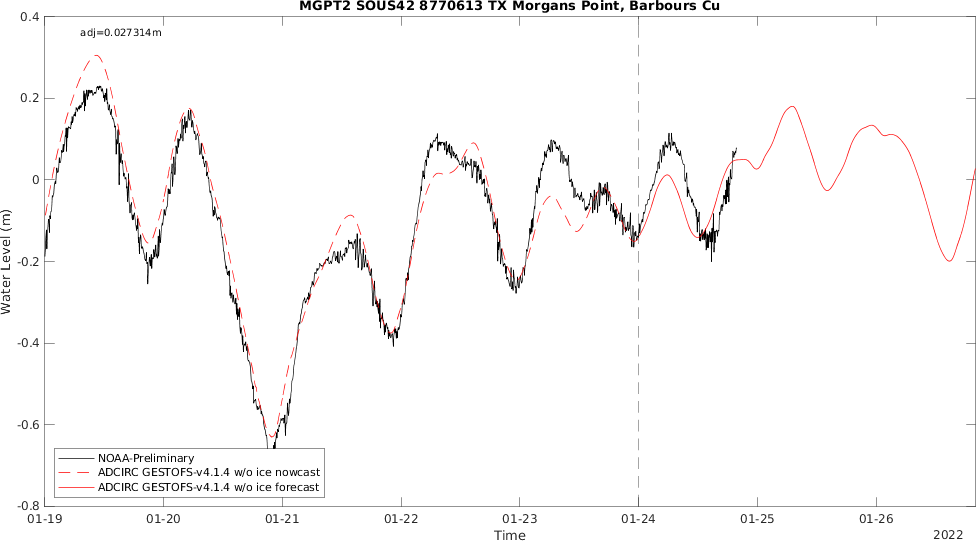 MGPT2 SOUS42 8770613 TX Morgans Point, Barbours Cu
adj=0.027314m
0.4
0.2
0
-0.2
-0.4
-0.6
-0.8
Water Level (m)
NOAA-Preliminary
ADCIRC GESTOFS-v4.1.4 w/o ice nowcast
ADCIRC GESTOFS-v4.1.4 w/o ice forecast
01-19 01-20 01-21 01-22 01-23 01-24 01-25 01-26
Time
2022